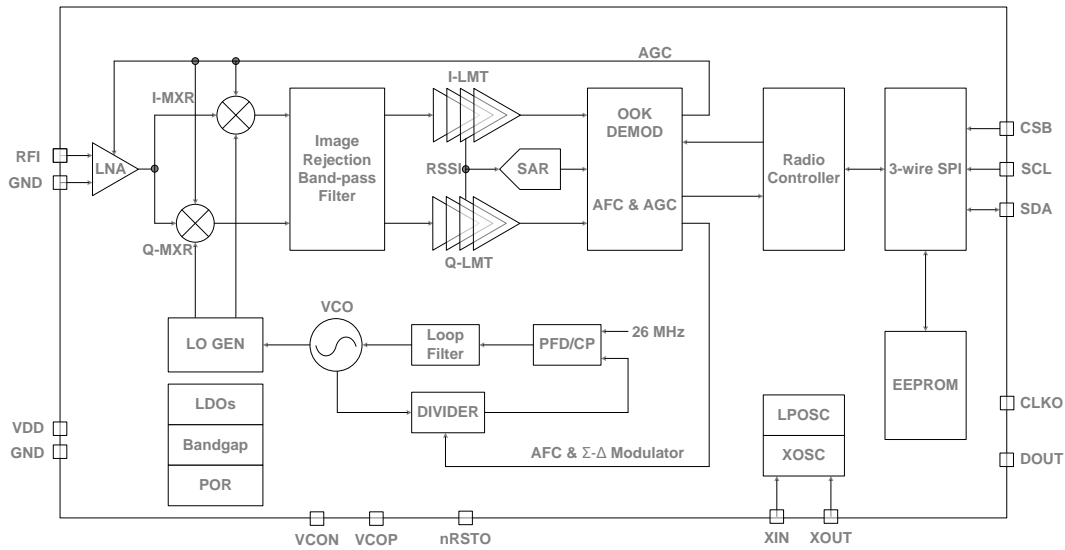 AGC
I-LMT
I-MXR
OOK
DEMOD
CSB
RFI
Image
Rejection
Band-pass
Filter
LNA
RSSI
SAR
Radio
Controller
3-wire SPI
SCL
GND
AFC & AGC
SDA
Q-MXR
Q-LMT
VCO
26 MHz
LO GEN
Loop
Filter
PFD/CP
EEPROM
LDOs
DIVIDER
LPOSC
CLKO
VDD
Bandgap
AFC & Σ-Δ Modulator
XOSC
GND
DOUT
POR
VCON
VCOP
nRSTO
XIN
XOUT